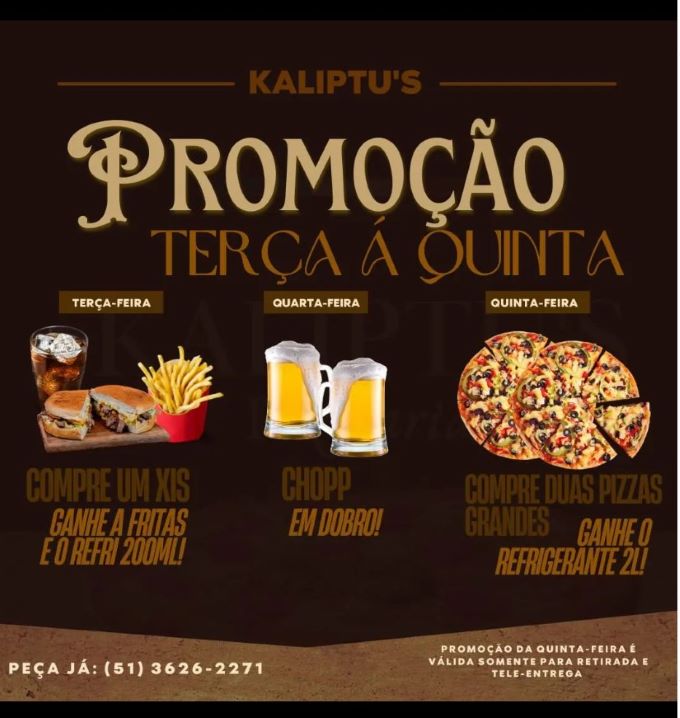 KALIPTU'S
PROMOÇÃO
TERÇA Á QUINTA
TERÇA-FEIRA
COMPRE UM XIS
GANHE A FRITAS
E O REFRI 200ML!
QUARTA-FEIRA
CHOPP
EM DOBRO!
QUINTA-FEIRA
COMPRE DUAS PIZZAS
GRANDES
GANHE O
REFRIGERANTE 2L!
KALIPTU'S
PEÇA JÁ: (51) 3626-2271
PROMOÇÃO DA QUINTA-FEIRA É
VÁLIDA SOMENTE PARA RETIRADA E
TELE-ENTREGA